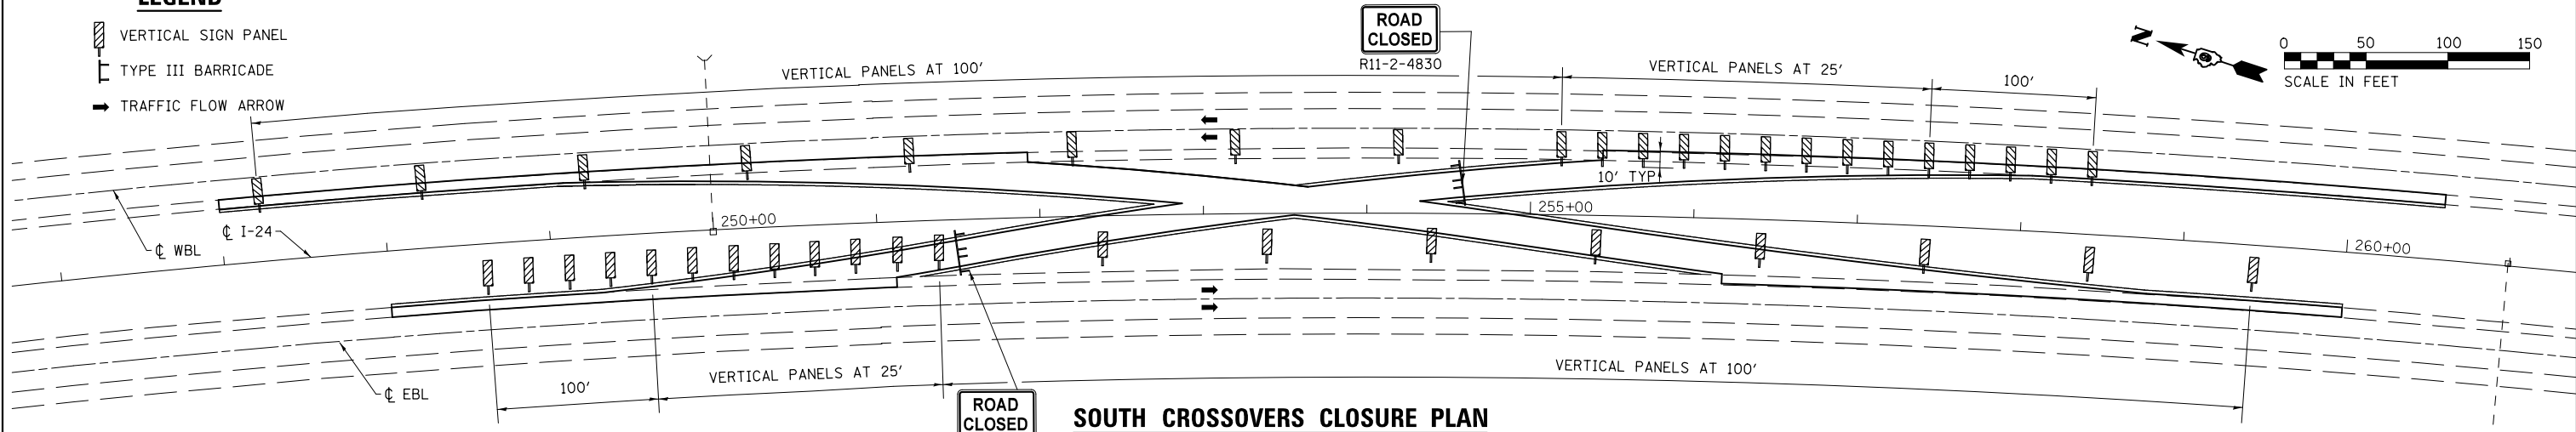 LEGEND
VERTICAL SIGN PANEL
TYPE III BARRICADE
TRAFFIC FLOW ARROW
VERTICAL PANELS AT 100'
ROAD
CLOSED
R11-2-4830
VERTICAL PANELS AT 25'
100'
N
0 50 100 150
SCALE IN FEET
10' TYP
250+00
255+00
260+00
℄ I-24
℄ WBL
℄ EBL
100'
VERTICAL PANELS AT 25'
VERTICAL PANELS AT 100'
ROAD
CLOSED
SOUTH CROSSOVERS CLOSURE PLAN